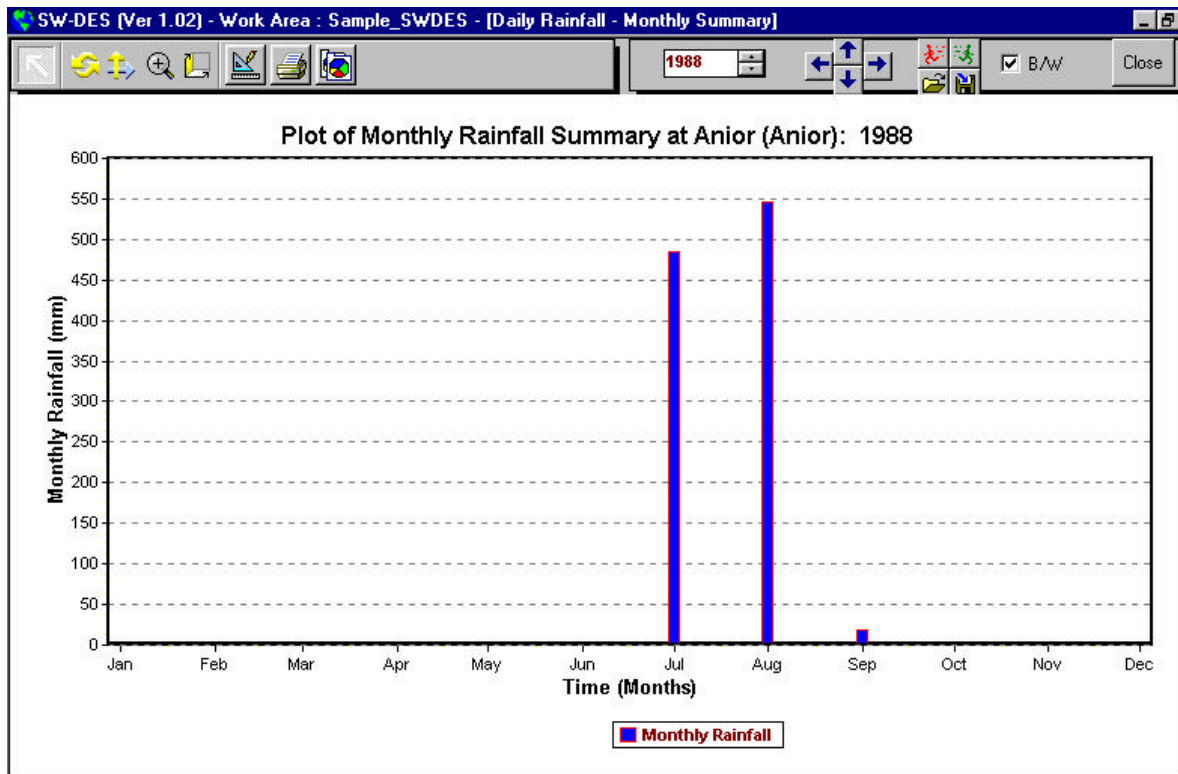 SW-DES (Ver 1.02) - Work Area : Sample_SWDES - [Daily Rainfall - Monthly Summary]
1988
B/W
Close
Plot of Monthly Rainfall Summary at Anior (Anior): 1988
600
550
500
450
400
350
300
250
200
150
100
50
0
Monthly Rainfall (mm)
Jan Feb Mar Apr May Jun Jul Aug Sep Oct Nov Dec
Time (Months)
Monthly Rainfall